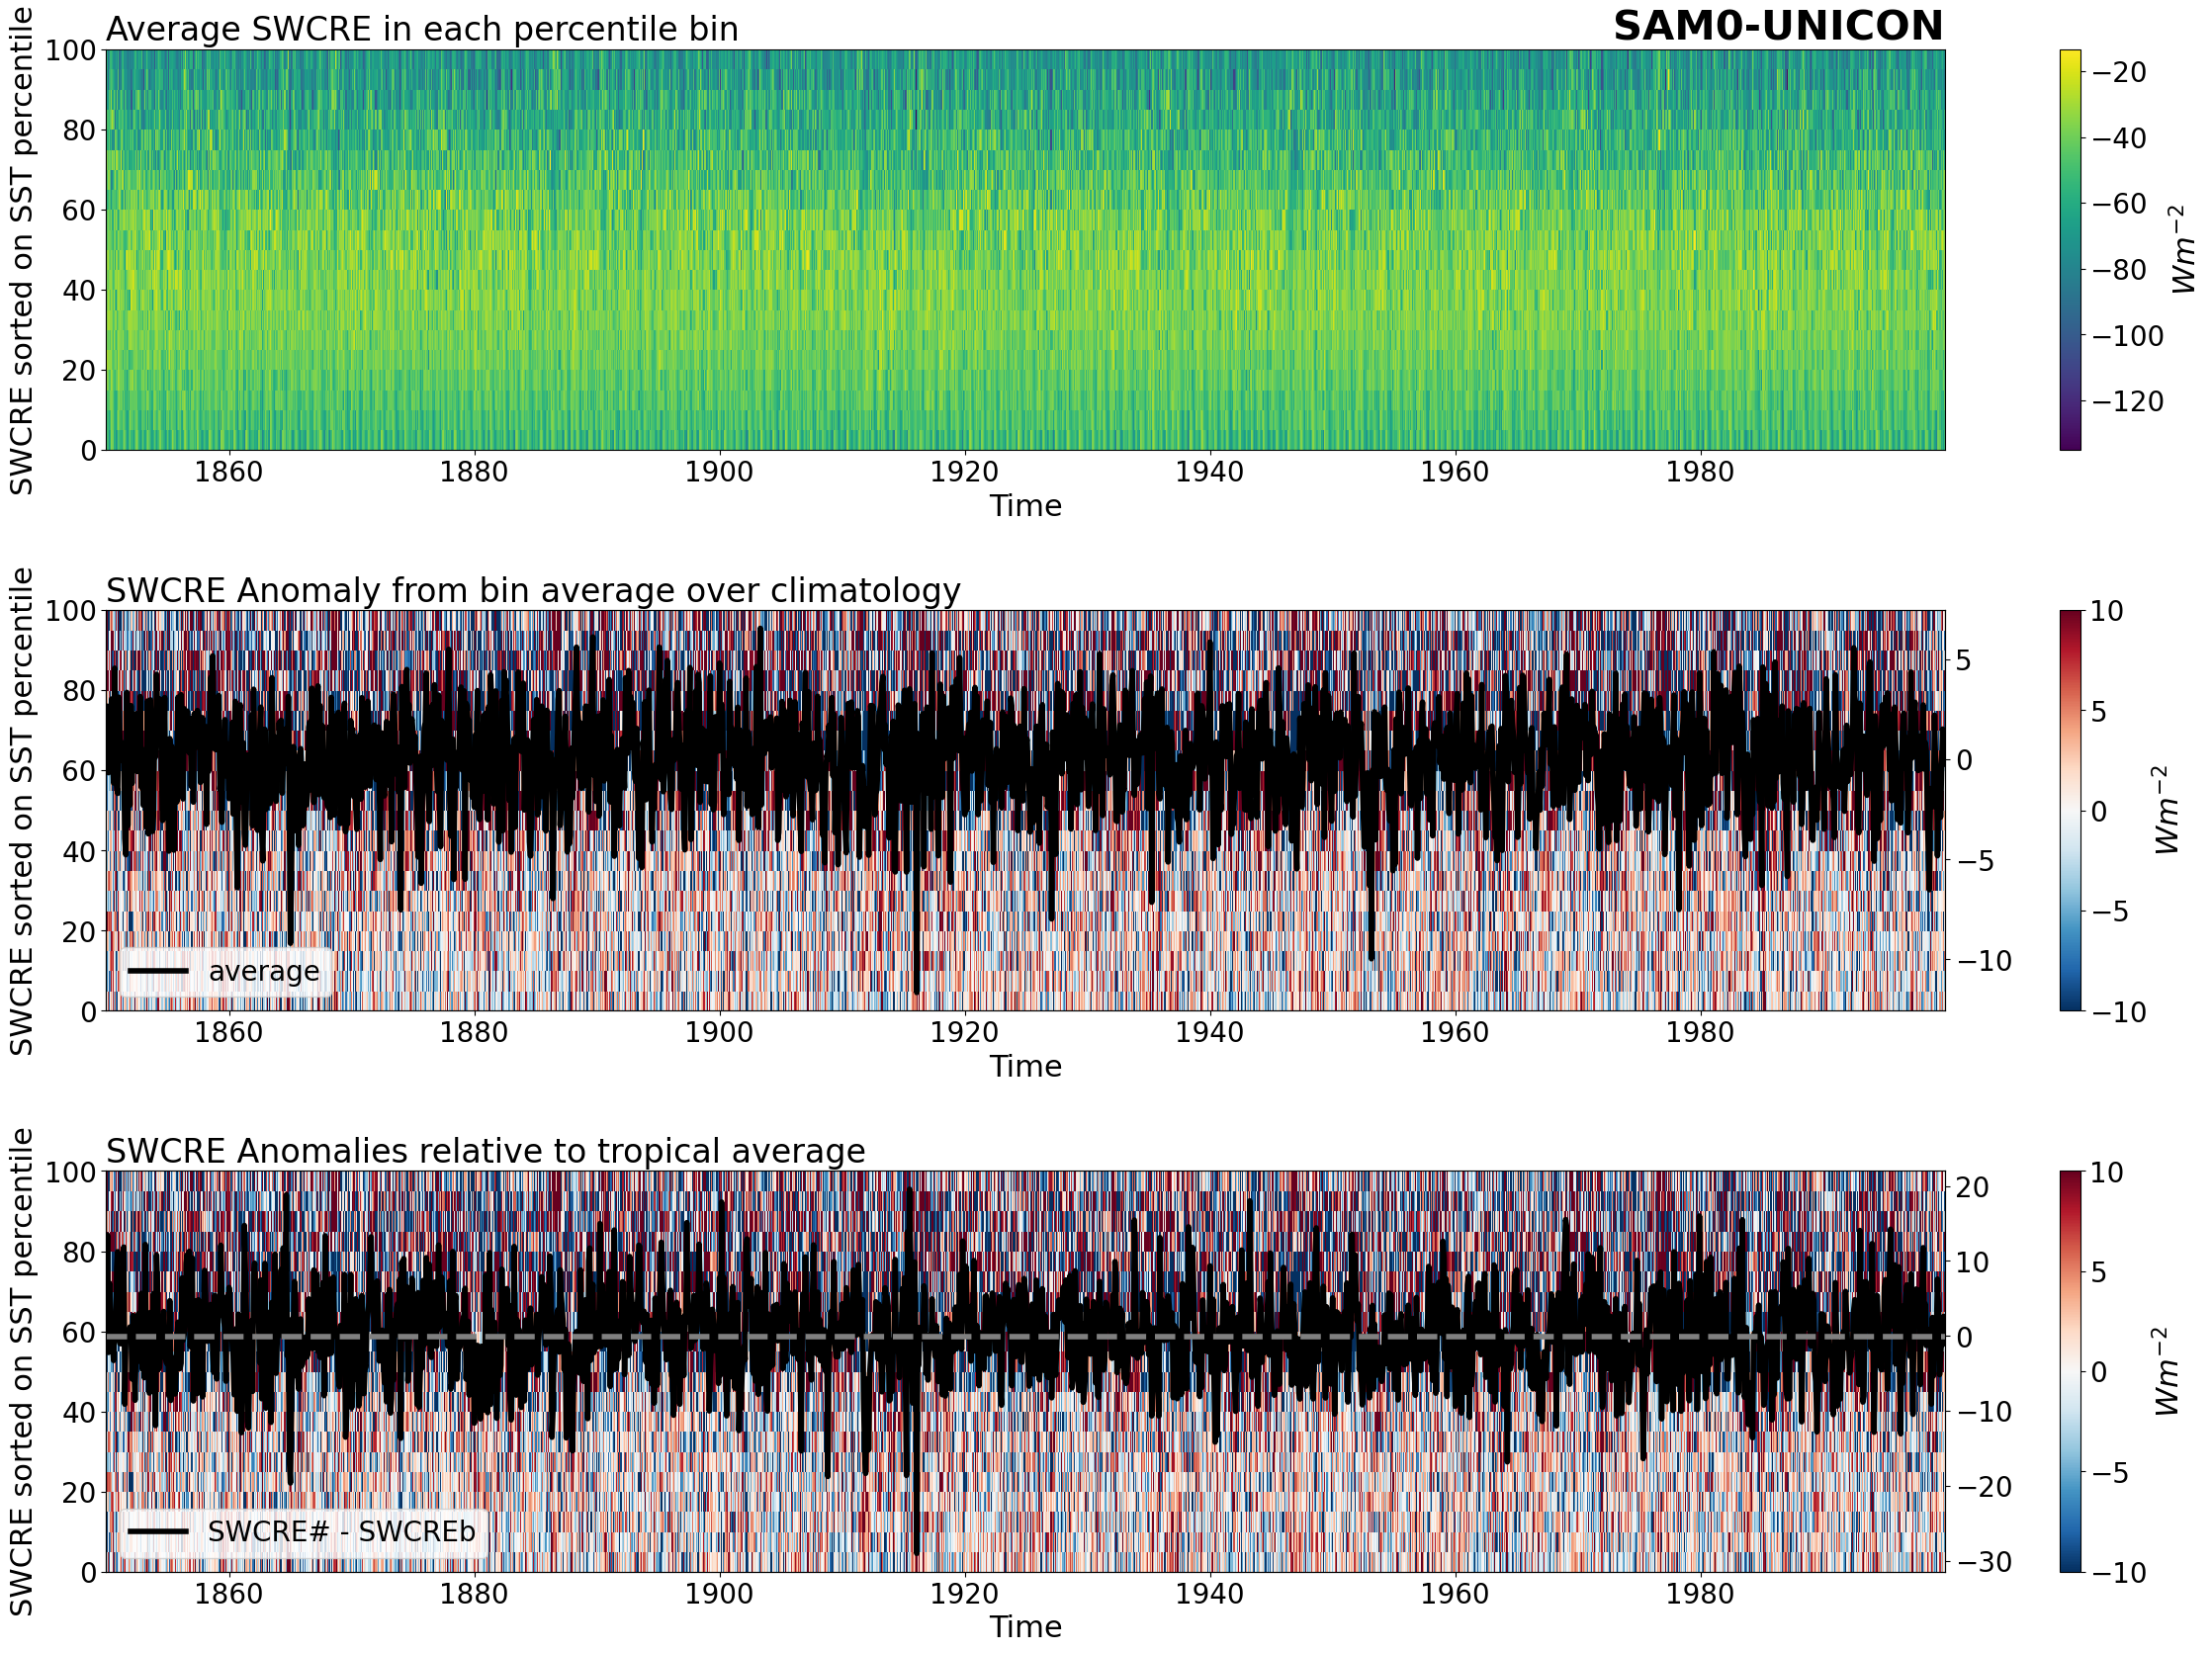 Average SWCRE in each percentile bin
SAM0-UNICON
SWCRE sorted on SST percentile
100
80
60
40
20
0
1860 1880 1900 1920 1940 1960 1980
Time
−20
−40
−60
−80
−100
−120
Wm⁻²
SWCRE Anomaly from bin average over climatology
SWCRE sorted on SST percentile
100
80
60
40
20
0
average
1860 1880 1900 1920 1940 1960 1980
Time
5
0
−5
−10
10
5
0
−5
−10
Wm⁻²
SWCRE Anomalies relative to tropical average
SWCRE sorted on SST percentile
100
80
60
40
20
0
SWCRE# - SWCREb
1860 1880 1900 1920 1940 1960 1980
Time
20
10
0
−10
−20
−30
10
5
0
−5
−10
Wm⁻²